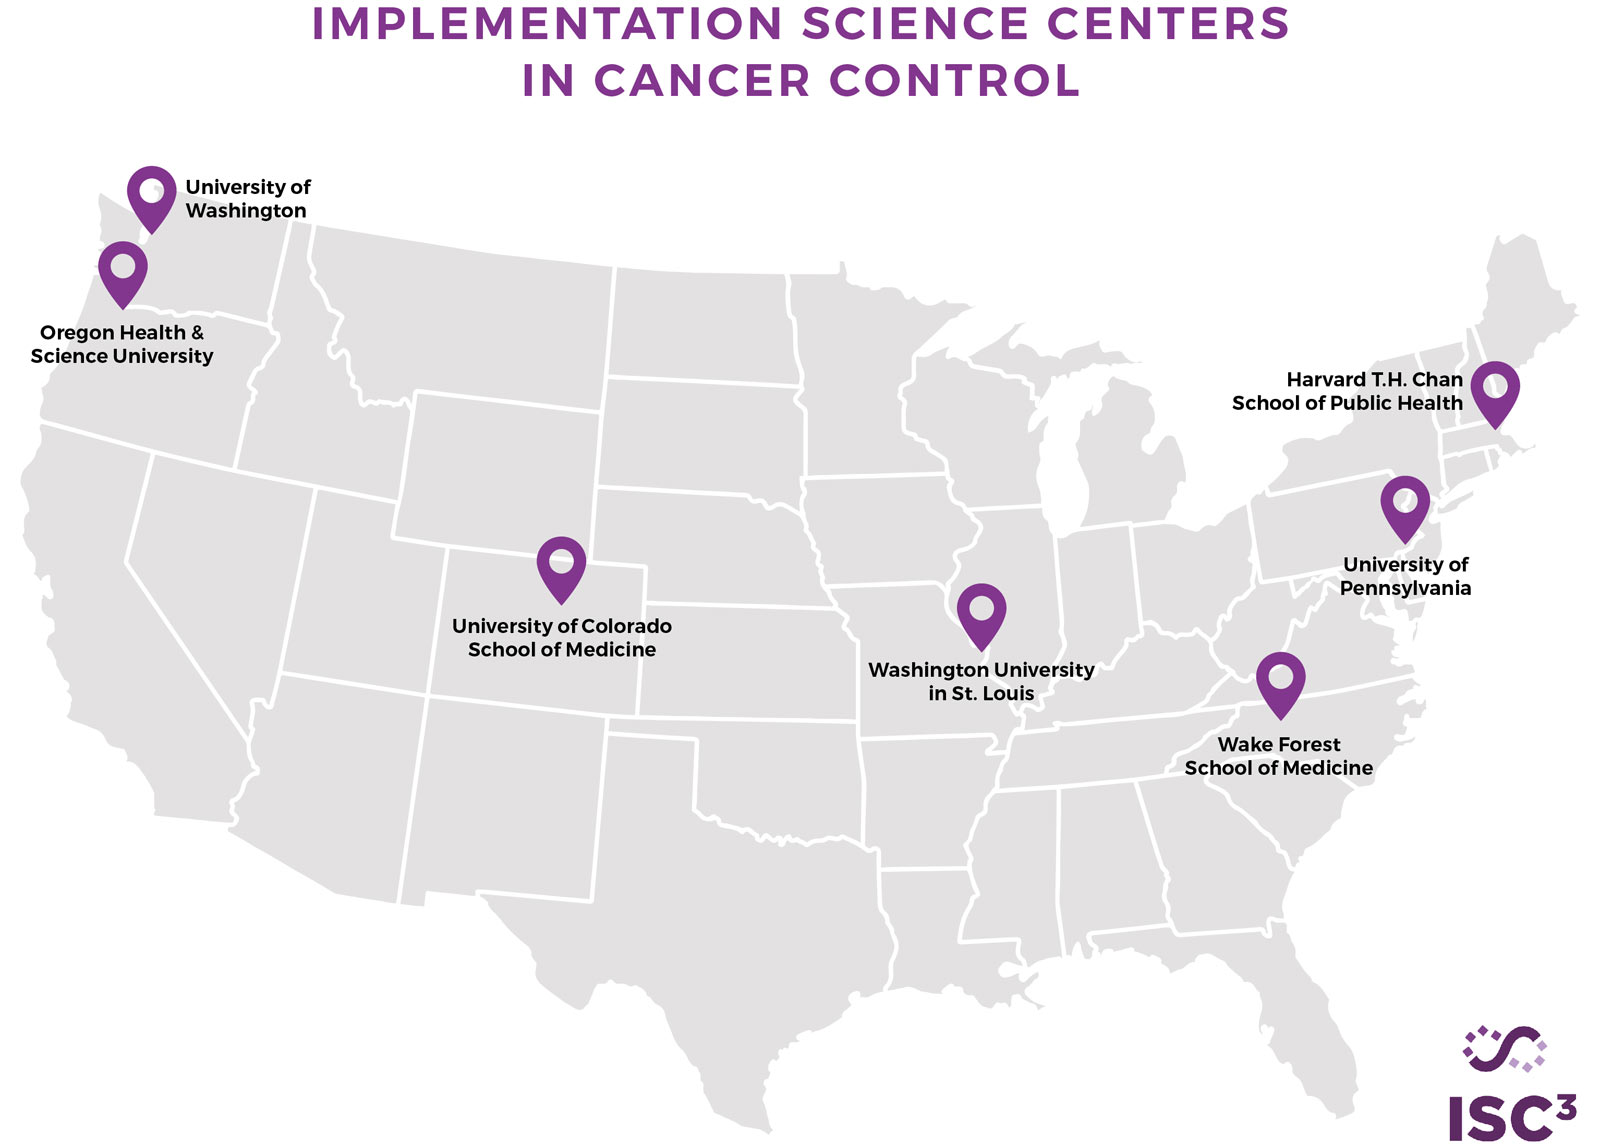 IMPLEMENTATION SCIENCE CENTERS
IN CANCER CONTROL
University of
Washington
Oregon Health &
Science University
Harvard T.H. Chan
School of Public Health
University of
Pennsylvania
University of Colorado
School of Medicine
Washington University
in St. Louis
Wake Forest
School of Medicine
ISC³